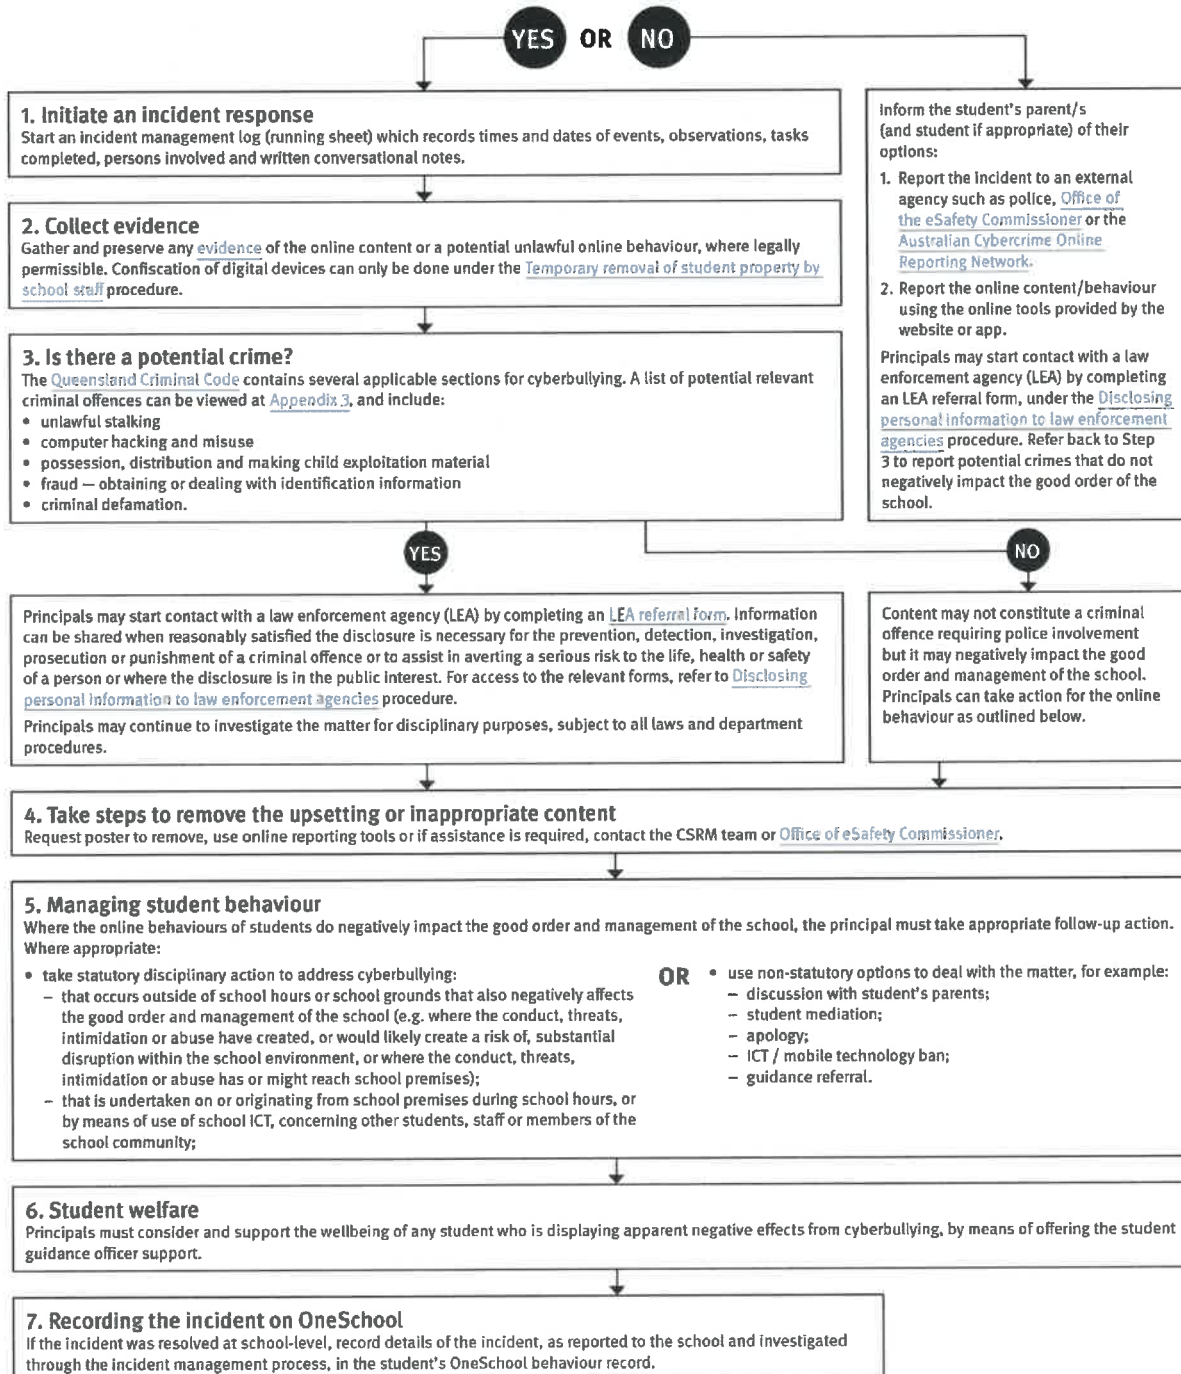 YES OR NO
1. Initiate an incident response
Start an incident management log (running sheet) which records times and dates of events, observations, tasks
completed, persons involved and written conversational notes.
Inform the student's parent/s
(and student if appropriate) of their
options:
1. Report the incident to an external
agency such as police, Office of
the eSafety Commissioner or the
Australian Cybercrime Online
Reporting Network.
2. Report the online content/behaviour
using the online tools provided by the
website or app.
Principals may start contact with a law
enforcement agency (LEA) by completing
an LEA referral form, under the Disclosing
personal information to law enforcement
agencies procedure. Refer back to Step
3 to report potential crimes that do not
negatively impact the good order of the
school.
2. Collect evidence
Gather and preserve any evidence of the online content or a potential unlawful online behaviour, where legally
permissible. Confiscation of digital devices can only be done under the Temporary removal of student property by
school staff procedure.
3. Is there a potential crime?
The Queensland Criminal Code contains several applicable sections for cyberbullying. A list of potential relevant
criminal offences can be viewed at Appendix 3, and include:
• unlawful stalking
• computer hacking and misuse
• possession, distribution and making child exploitation material
• fraud — obtaining or dealing with identification information
• criminal defamation.
YES
NO
Principals may start contact with a law enforcement agency (LEA) by completing an LEA referral form. Information
can be shared when reasonably satisfied the disclosure is necessary for the prevention, detection, investigation,
prosecution or punishment of a criminal offence or to assist in averting a serious risk to the life, health or safety
of a person or where the disclosure is in the public interest. For access to the relevant forms, refer to Disclosing
personal information to law enforcement agencies procedure.
Principals may continue to investigate the matter for disciplinary purposes, subject to all laws and department
procedures.
Content may not constitute a criminal
offence requiring police involvement
but it may negatively impact the good
order and management of the school.
Principals can take action for the online
behaviour as outlined below.
4. Take steps to remove the upsetting or inappropriate content
Request poster to remove, use online reporting tools or if assistance is required, contact the CSRM team or Office of eSafety Commissioner.
5. Managing student behaviour
Where the online behaviours of students do negatively impact the good order and management of the school, the principal must take appropriate follow-up action.
Where appropriate:
• take statutory disciplinary action to address cyberbullying:
– that occurs outside of school hours or school grounds that also negatively affects
the good order and management of the school (e.g. where the conduct, threats,
intimidation or abuse have created, or would likely create a risk of, substantial
disruption within the school environment, or where the conduct, threats,
intimidation or abuse has or might reach school premises);
– that is undertaken on or originating from school premises during school hours, or
by means of use of school ICT, concerning other students, staff or members of the
school community;
OR
• use non-statutory options to deal with the matter, for example:
– discussion with student's parents;
– student mediation;
– apology;
– ICT / mobile technology ban;
– guidance referral.
6. Student welfare
Principals must consider and support the wellbeing of any student who is displaying apparent negative effects from cyberbullying, by means of offering the student
guidance officer support.
7. Recording the incident on OneSchool
If the incident was resolved at school-level, record details of the incident, as reported to the school and investigated
through the incident management process, in the student's OneSchool behaviour record.